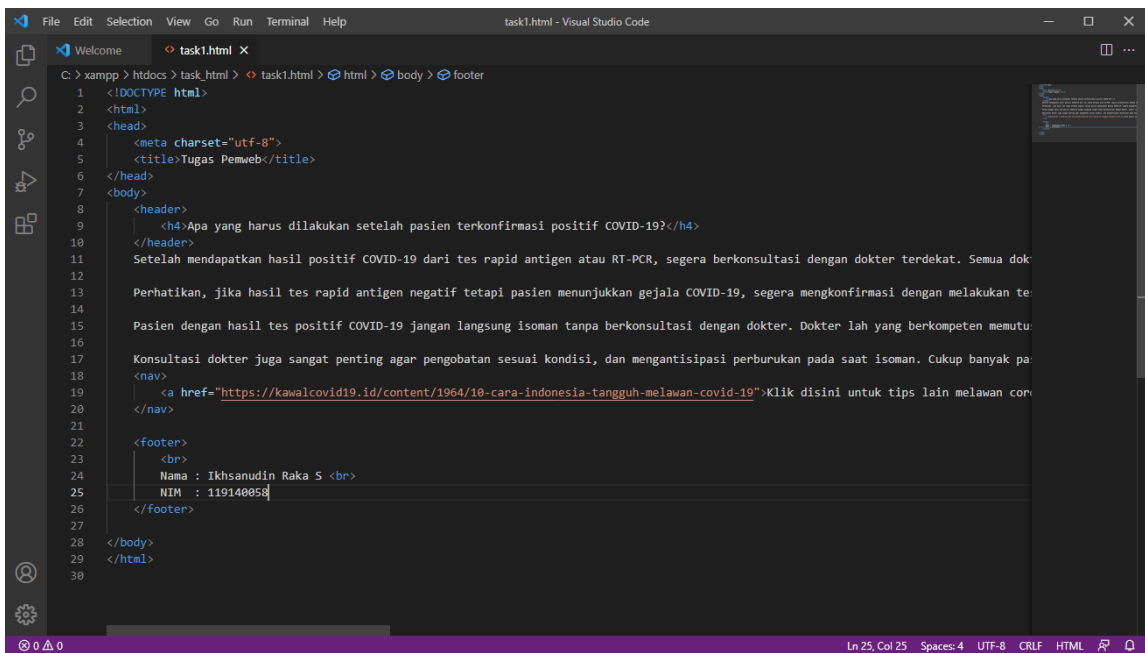 File Edit Selection View Go Run Terminal Help task1.html - Visual Studio Code
Welcome <> task1.html ×
C: > xampp > htdocs > task_html > <> task1.html > html > body > footer
1 <!DOCTYPE html>
2 <html>
3 <head>
4 <meta charset="utf-8">
5 <title>Tugas Pemweb</title>
6 </head>
7 <body>
8 <header>
9 <h4>Apa yang harus dilakukan setelah pasien terkonfirmasi positif COVID-19?</h4>
10 </header>
11 Setelah mendapatkan hasil positif COVID-19 dari tes rapid antigen atau RT-PCR, segera berkonsultasi dengan dokter terdekat. Semua dok
12
13 Perhatikan, jika hasil tes rapid antigen negatif tetapi pasien menunjukkan gejala COVID-19, segera mengkonfirmasi dengan melakukan te
14
15 Pasien dengan hasil tes positif COVID-19 jangan langsung isoman tanpa berkonsultasi dengan dokter. Dokter lah yang berkompeten memutu
16
17 Konsultasi dokter juga sangat penting agar pengobatan sesuai kondisi, dan mengantisipasi perburukan pada saat isoman. Cukup banyak pa
18 <nav>
19 <a href="https://kawalcovid19.id/content/1964/10-cara-indonesia-tangguh-melawan-covid-19">Klik disini untuk tips lain melawan cor
20 </nav>
21
22 <footer>
23 <br>
24 Nama : Ikhsanudin Raka S <br>
25 NIM : 119140058
26 </footer>
27
28 </body>
29 </html>
30
0 0 Ln 25, Col 25 Spaces: 4 UTF-8 CRLF HTML